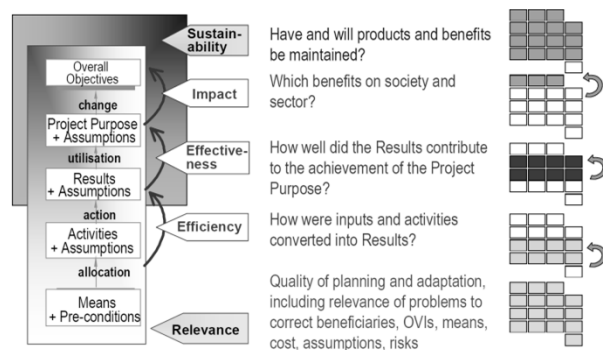 Sustain-
ability
Have and will products and benefits
be maintained?
Overall
Objectives
change
Impact
Which benefits on society and
sector?
Project Purpose
+ Assumptions
utilisation
Effective-
ness
How well did the Results contribute
to the achievement of the Project
Purpose?
Results
+ Assumptions
action
Efficiency
How were inputs and activities
converted into Results?
Activities
+ Assumptions
allocation
Means
+ Pre-conditions
Relevance
Quality of planning and adaptation,
including relevance of problems to
correct beneficiaries, OVIs, means,
cost, assumptions, risks